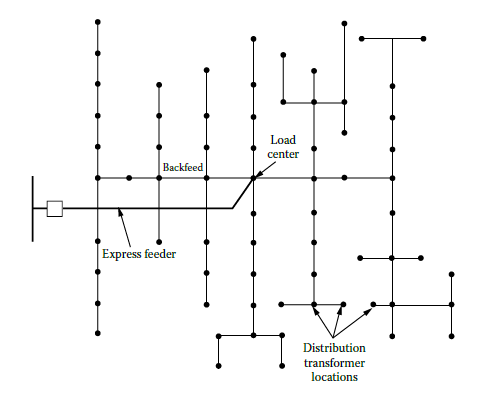 Load
center
Backfeed
Express feeder
Distribution
transformer
locations